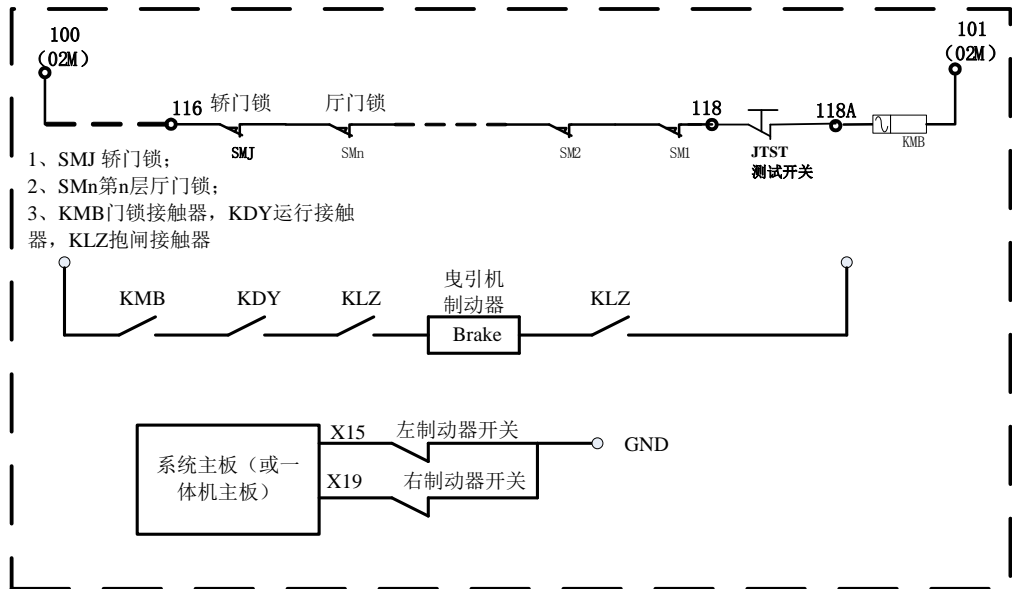 100
(02M)
101
(02M)
116
轿门锁
厅门锁
118
118A
SMJ
SMn
SM2
SM1
JTST
测试开关
KMB
1、SMJ 轿门锁;
2、SMn第n层厅门锁;
3、KMB门锁接触器，KDY运行接触
器，KLZ抱闸接触器
KMB
KDY
KLZ
曳引机
制动器
Brake
KLZ
系统主板（或一
体机主板）
X15
左制动器开关
GND
X19
右制动器开关